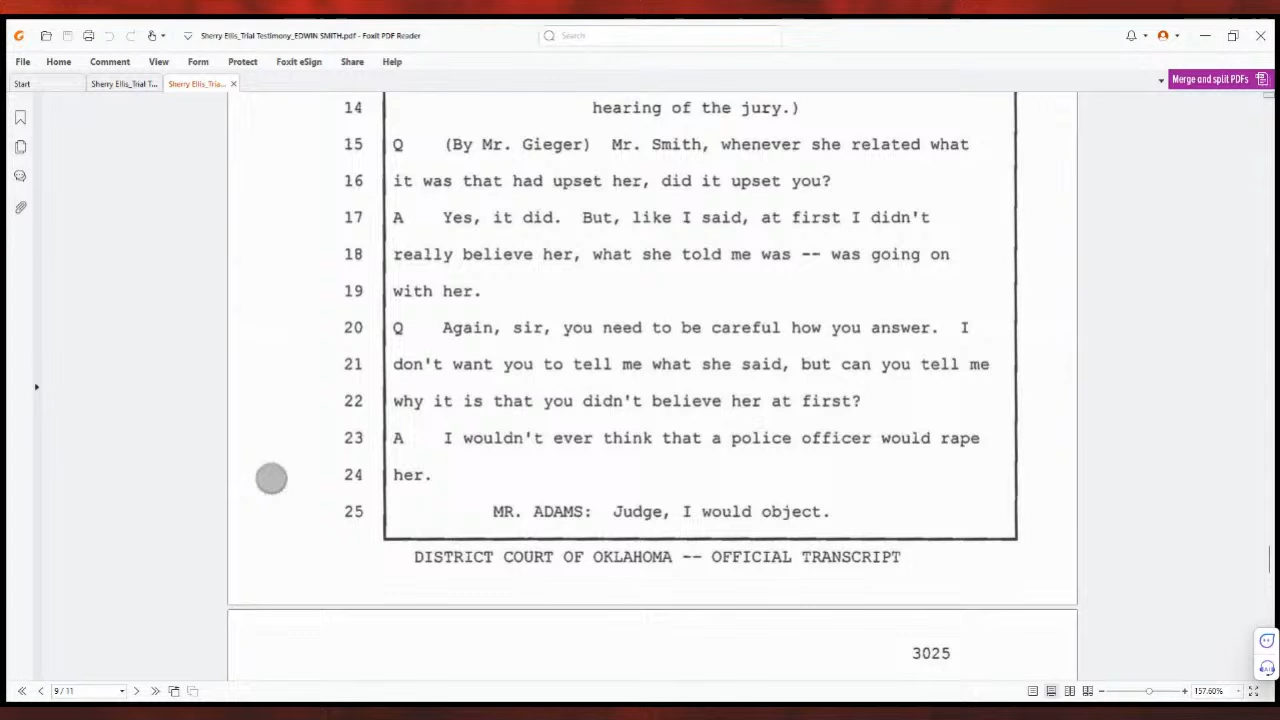 Sherry Ellis_Trial Testimony_EDWIN SMITH.pdf - Foxit PDF Reader
Search
File Home Comment View Form Protect Foxit eSign Share Help
Start Sherry Ellis_Trial T... Sherry Ellis_Tria... Merge and split PDFs
14 hearing of the jury.)
15 Q (By Mr. Gieger) Mr. Smith, whenever she related what
16 it was that had upset her, did it upset you?
17 A Yes, it did. But, like I said, at first I didn't
18 really believe her, what she told me was -- was going on
19 with her.
20 Q Again, sir, you need to be careful how you answer. I
21 don't want you to tell me what she said, but can you tell me
22 why it is that you didn't believe her at first?
23 A I wouldn't ever think that a police officer would rape
24 her.
25 MR. ADAMS: Judge, I would object.
DISTRICT COURT OF OKLAHOMA -- OFFICIAL TRANSCRIPT
3025
9 / 11 157.60%